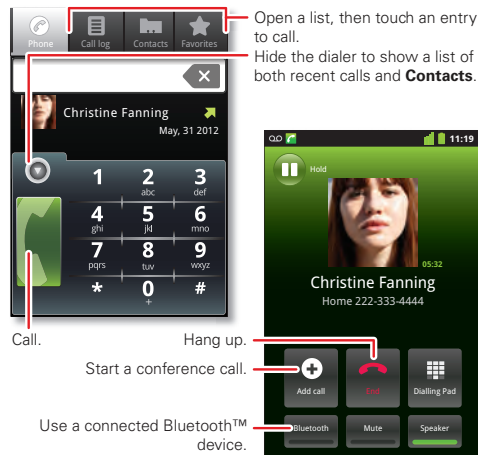 Phone
Call log
Contacts
Favorites
Open a list, then touch an entry
to call.
Hide the dialer to show a list of
both recent calls and Contacts.
Christine Fanning
May, 31 2012
1
2
abc
3
def
4
ghi
5
jkl
6
mno
7
pqrs
8
tuv
9
wxyz
*
0
+
#
Call.
11:19
Hold
05:32
Christine Fanning
Home 222-333-4444
Hang up.
Start a conference call.
Add call
End
Dialling Pad
Use a connected Bluetooth™
device.
Bluetooth
Mute
Speaker